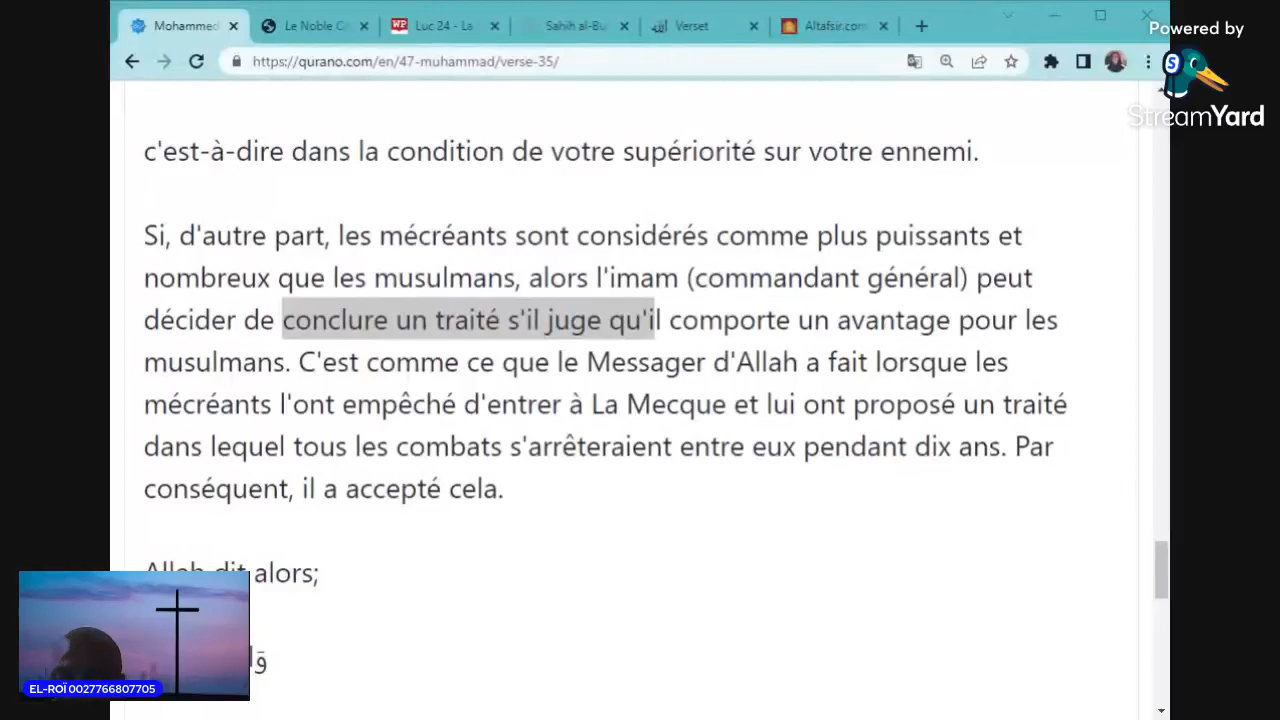 Mohammed
Le Noble C
Luc 24 - La
Sahih al-Bu
Verset
Altafsir.com
Powered by
https://qurano.com/en/47-muhammad/verse-35/
StreamYard
c'est-à-dire dans la condition de votre supériorité sur votre ennemi.
Si, d'autre part, les mécréants sont considérés comme plus puissants et
nombreux que les musulmans, alors l'imam (commandant général) peut
décider de conclure un traité s'il juge qu'il comporte un avantage pour les
musulmans. C'est comme ce que le Messager d'Allah a fait lorsque les
mécréants l'ont empêché d'entrer à La Mecque et lui ont proposé un traité
dans lequel tous les combats s'arrêteraient entre eux pendant dix ans. Par
conséquent, il a accepté cela.
Allah dit alors;
EL-ROÏ 0027766807705